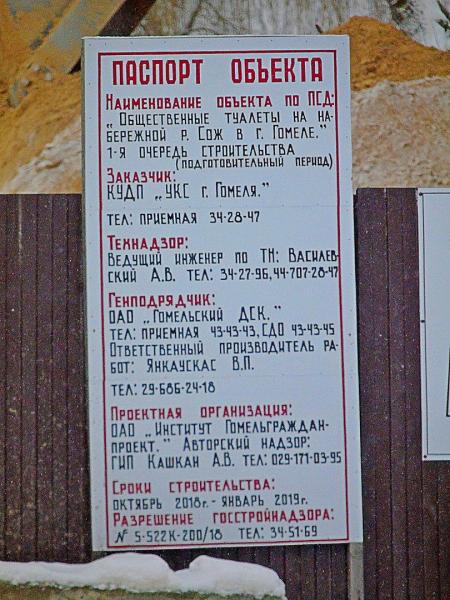 ПАСПОРТ ОБЪЕКТА
НАИМЕНОВАНИЕ ОБЪЕКТА ПО ПСД:
„ОБЩЕСТВЕННЫЕ ТУАЛЕТЫ НА НА-
БЕРЕЖНОЙ Р. СОЖ В Г. ГОМЕЛЕ."
1-Я ОЧЕРЕДЬ СТРОИТЕЛЬСТВА
(ПОДГОТОВИТЕЛЬНЫЙ ПЕРИОД)
ЗАКАЗЧИК:
КУДП „УКС Г. ГОМЕЛЯ."
ТЕЛ: ПРИЕМНАЯ 34-28-47
ТЕХНАДЗОР:
ВЕДУЩИЙ ИНЖЕНЕР ПО ТН: ВАСИЛЕВ-
СКИЙ А.В. ТЕЛ: 34-27-96, 44-707-28-47
ГЕНПОДРЯДЧИК:
ОАО „ГОМЕЛЬСКИЙ ДСК."
ТЕЛ: ПРИЕМНАЯ 43-43-43, СДО 43-43-45
ОТВЕТСТВЕННЫЙ ПРОИЗВОДИТЕЛЬ РА-
БОТ: ЯНКАУСКАС В.П.
ТЕЛ: 29-686-24-18
ПРОЕКТНАЯ ОРГАНИЗАЦИЯ:
ОАО „ИНСТИТУТ ГОМЕЛЬГРАЖДАН-
ПРОЕКТ." АВТОРСКИЙ НАДЗОР:
ГИП КАШКАН А.В. ТЕЛ: 029-171-03-95
СРОКИ СТРОИТЕЛЬСТВА:
ОКТЯБРЬ 2018г. - ЯНВАРЬ 2019г.
РАЗРЕШЕНИЕ ГОССТРОЙНАДЗОРА:
№ 5-522К-200/18 ТЕЛ: 34-51-69